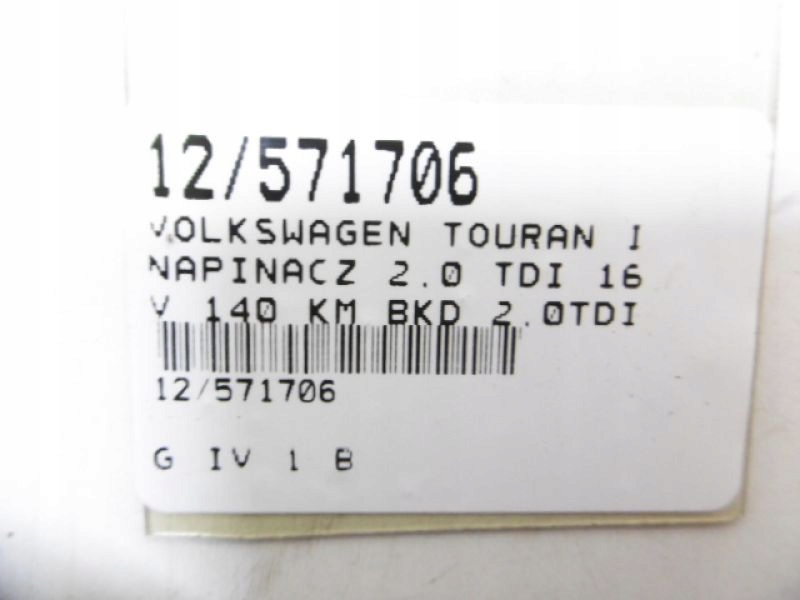 12/571706
VOLKSWAGEN TOURAN I
NAPINACZ 2.0 TDI 16
V 140 KM BKD 2.0TDI
12/571706
G IV 1 B